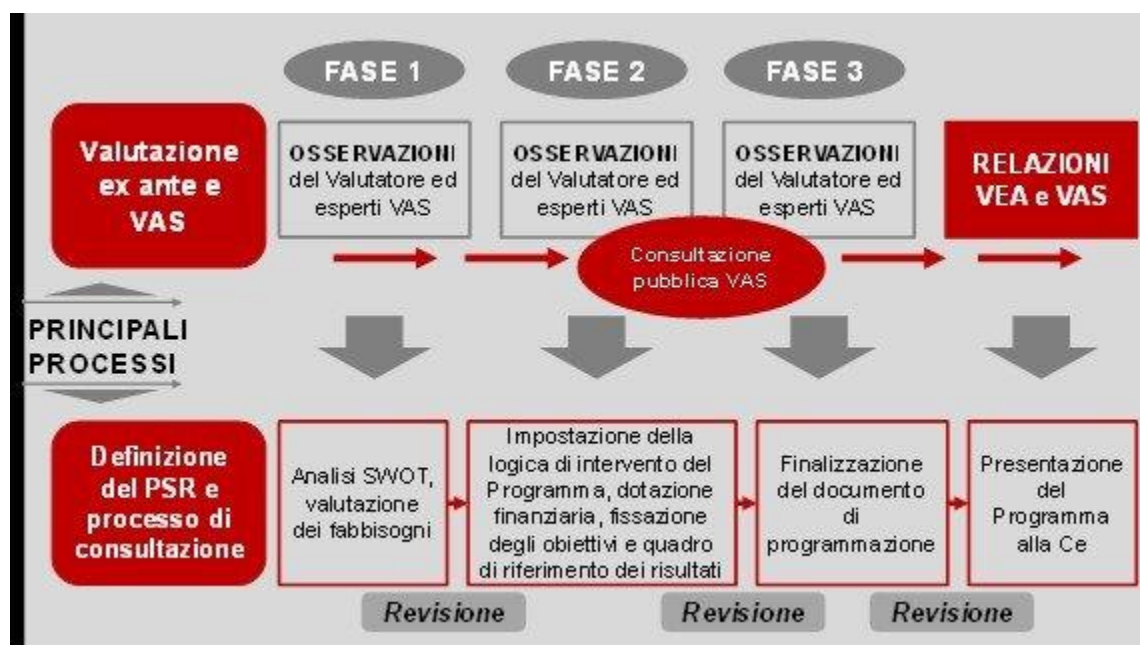 FASE 1
FASE 2
FASE 3
Valutazione
ex ante e
VAS
OSSERVAZIONI
del Valutatore ed
esperti VAS
OSSERVAZIONI
del Valutatore ed
esperti VAS
OSSERVAZIONI
del Valutatore ed
esperti VAS
RELAZIONI
VEA e VAS
Consultazione
pubblica VAS
PRINCIPALI
PROCESSI
Definizione
del PSR e
processo di
consultazione
Analisi SWOT,
valutazione
dei fabbisogni
Impostazione della
logica di intervento del
Programma, dotazione
finanziaria, fissazione
degli obiettivi e quadro
di riferimento dei risultati
Finalizzazione
del documento
di
programmazione
Presentazione
del
Programma
alla Ce
Revisione
Revisione
Revisione